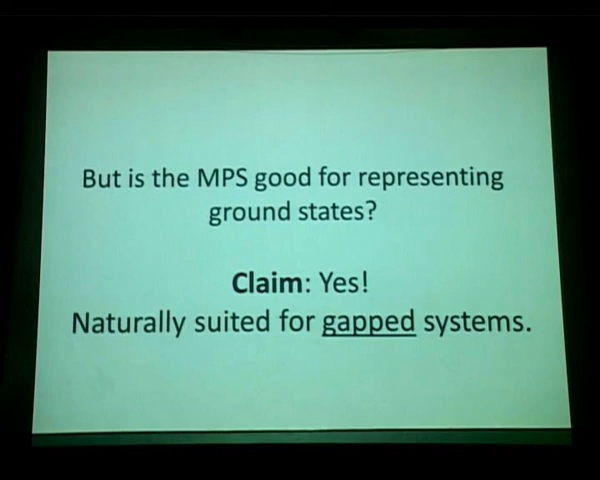 But is the MPS good for representing
ground states?
Claim: Yes!
Naturally suited for gapped systems.